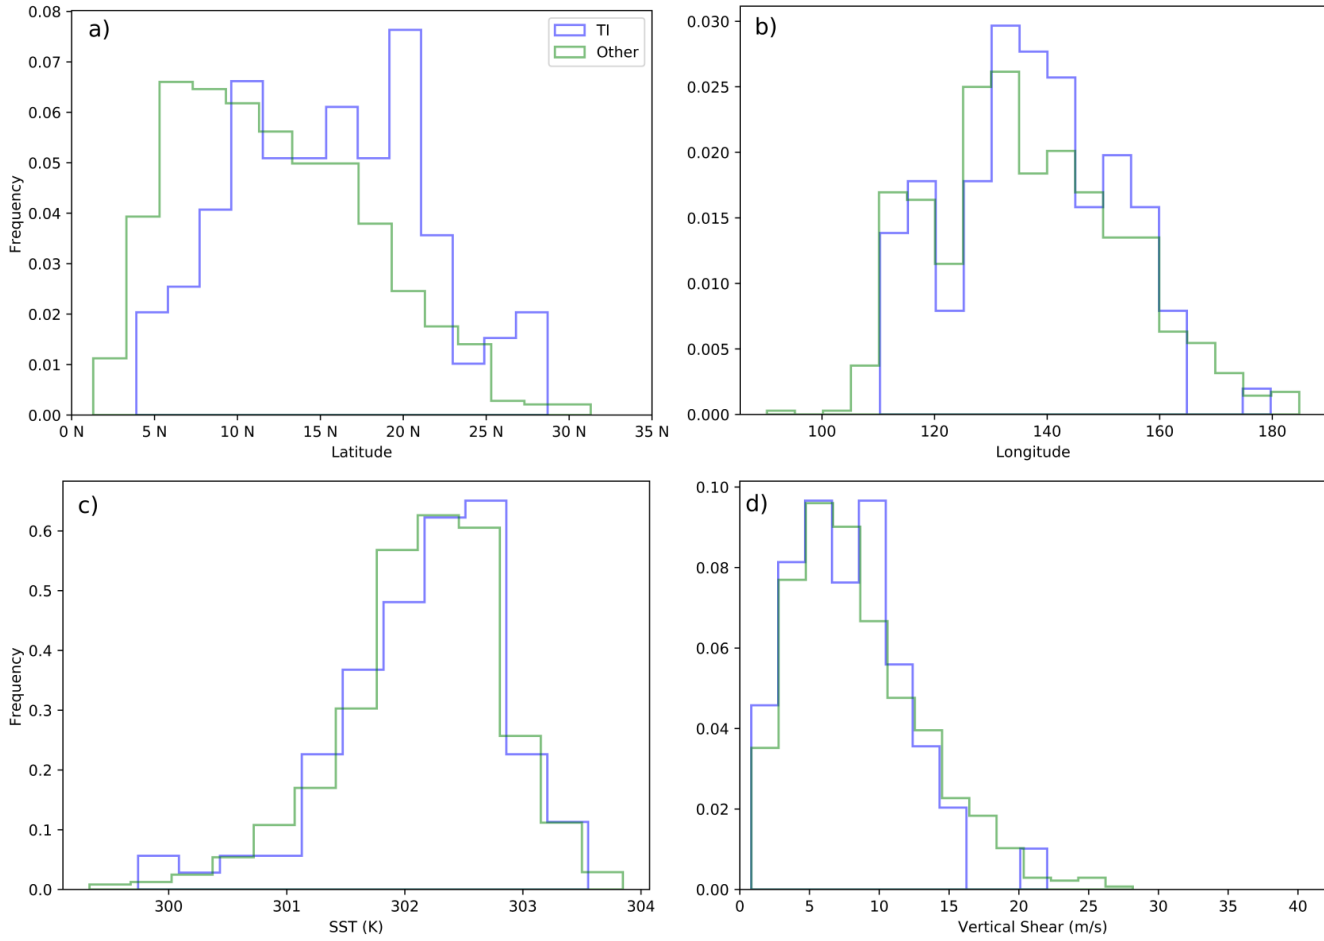 a)
TI
Other
0.08
0.07
0.06
0.05
0.04
0.03
0.02
0.01
0.00
Frequency
0 N 5 N 10 N 15 N 20 N 25 N 30 N 35 N
Latitude
b)
0.030
0.025
0.020
0.015
0.010
0.005
0.000
100 120 140 160 180
Longitude
c)
0.6
0.5
0.4
0.3
0.2
0.1
0.0
Frequency
300 301 302 303 304
SST (K)
d)
0.10
0.08
0.06
0.04
0.02
0.00
0 5 10 15 20 25 30 35 40
Vertical Shear (m/s)